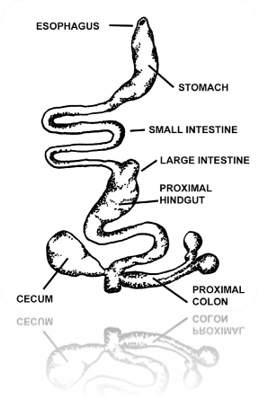 ESOPHAGUS
STOMACH
SMALL INTESTINE
LARGE INTESTINE
PROXIMAL
HINDGUT
CECUM
PROXIMAL
COLON